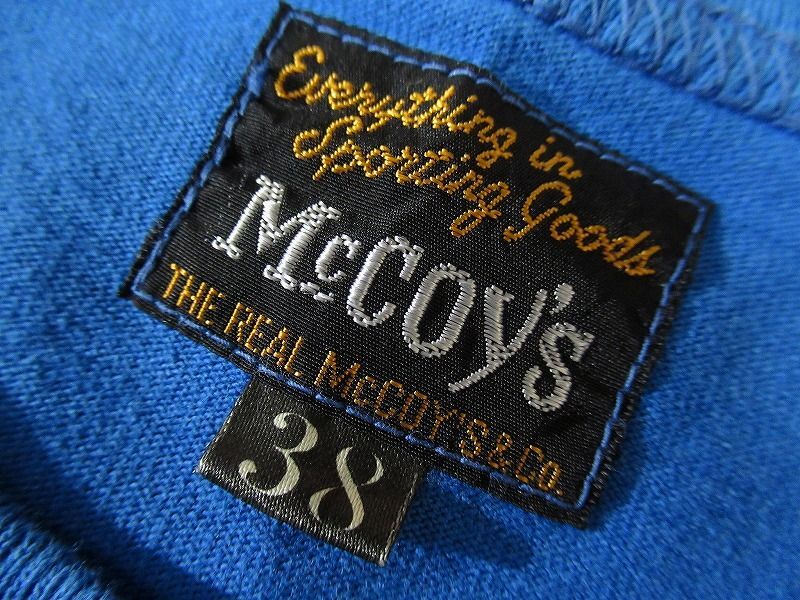 Everything in
Sporting Goods
McCoy's
THE REAL McCOY'S & Co.
38